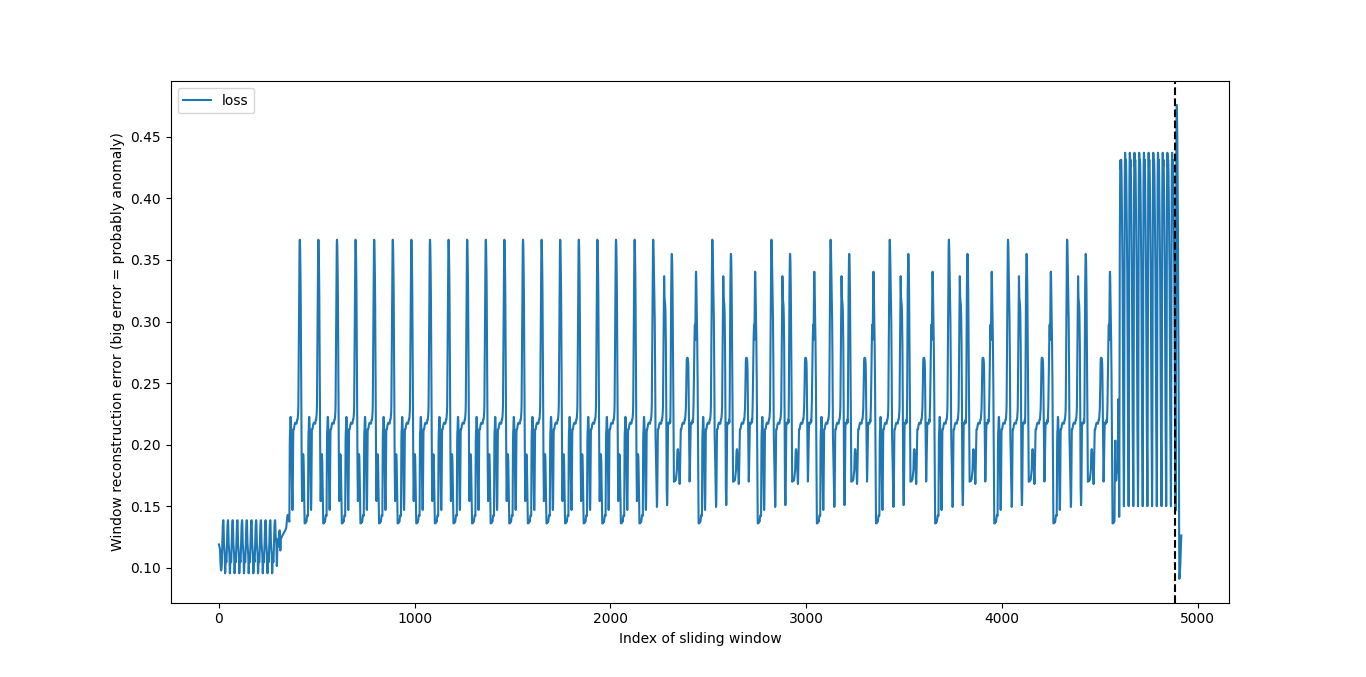 loss
Window reconstruction error (big error = probably anomaly)
0.45
0.40
0.35
0.30
0.25
0.20
0.15
0.10
0 1000 2000 3000 4000 5000
Index of sliding window